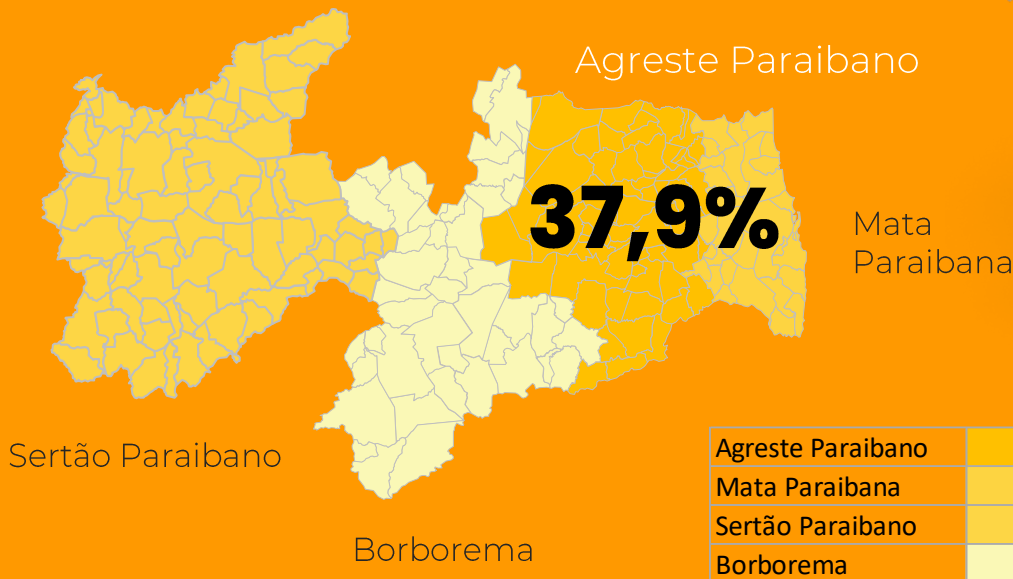 Agreste Paraibano
37,9%
Mata
Paraibana
Sertão Paraibano
Borborema
Agreste Paraibano
Mata Paraibana
Sertão Paraibano
Borborema